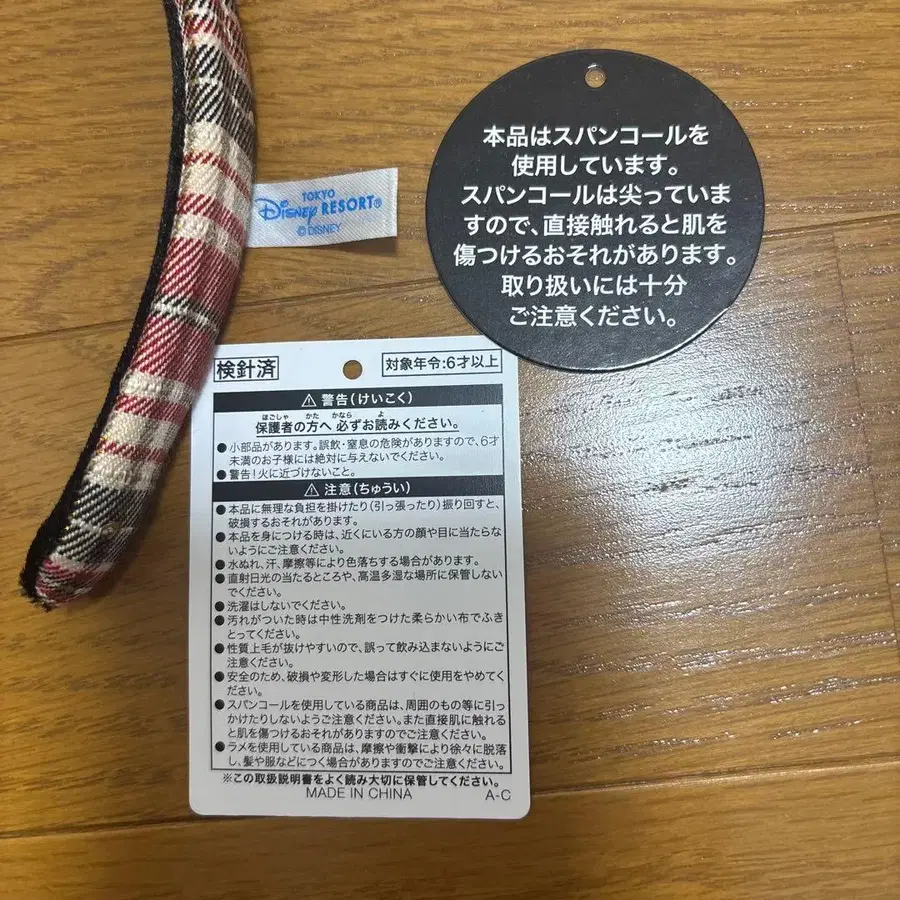 TOKYO
Disney RESORT®
©DISNEY
本品はスパンコールを
使用しています。
スパンコールは尖っていま
すので、直接触れると肌を
傷つけるおそれがあります。
取り扱いには十分
ご注意ください。
検針済
対象年令:6才以上
⚠ 警告(けいこく)
ほごしゃ かた かなら よ
保護者の方へ 必ずお読みください。
●小部品があります。誤飲・窒息の危険がありますので、6才
未満のお子様には絶対に与えないでください。
●警告!火に近づけないこと。
⚠ 注意(ちゅうい)
●本品に無理な負担を掛けたり(引っ張ったり)振り回すと、
破損するおそれがあります。
●本品を身につける時は、近くにいる方の顔や目に当たらな
いようにご注意ください。
●水ぬれ、汗、摩擦等により色落ちする場合があります。
●直射日光の当たるところや、高温多湿な場所に保管しない
でください。
●洗濯はしないでください。
●汚れがついた時は中性洗剤をつけた柔らかい布でふき
とってください。
●性質上毛が抜けやすいので、誤って飲み込まないようにご
注意ください。
●安全のため、破損や変形した場合はすぐに使用をやめてく
ださい。
●スパンコールを使用している商品は、周囲のもの等に引っ
かけたりしないようご注意ください。また直接肌に触れる
と肌を傷つけるおそれがありますのでご注意ください。
●ラメを使用している商品は、摩擦や衝撃により徐々に脱落
し、髪や服などにつく場合がありますのでご注意ください。
※この取扱説明書をよく読み大切に保管してください。
MADE IN CHINA
A-C